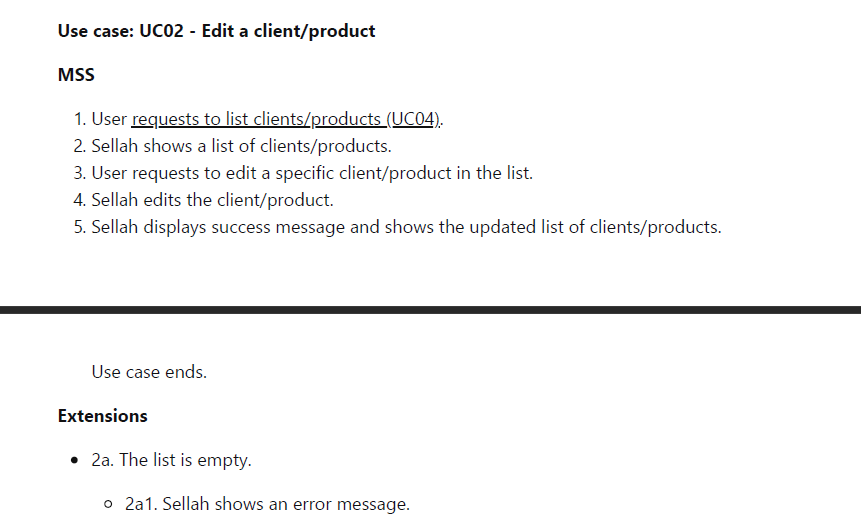 Use case: UC02 - Edit a client/product
MSS
1. User requests to list clients/products (UC04).
2. Sellah shows a list of clients/products.
3. User requests to edit a specific client/product in the list.
4. Sellah edits the client/product.
5. Sellah displays success message and shows the updated list of clients/products.
Use case ends.
Extensions
• 2a. The list is empty.
○ 2a1. Sellah shows an error message.